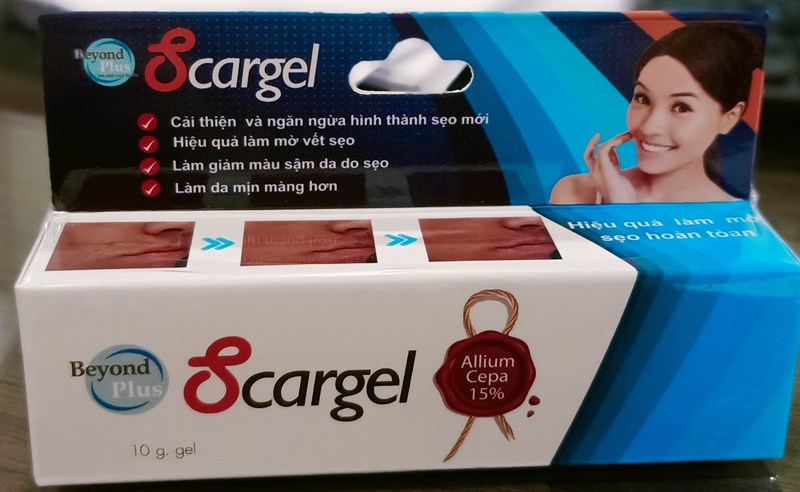 Beyond
Plus
Scargel
Cải thiện và ngăn ngừa hình thành sẹo mới
Hiệu quả làm mờ vết sẹo
Làm giảm màu sậm da do sẹo
Làm da mịn màng hơn
Hiệu quả làm mờ
sẹo hoàn toàn
Beyond
Plus
Scargel
Allium
Cepa
15%
10 g. gel